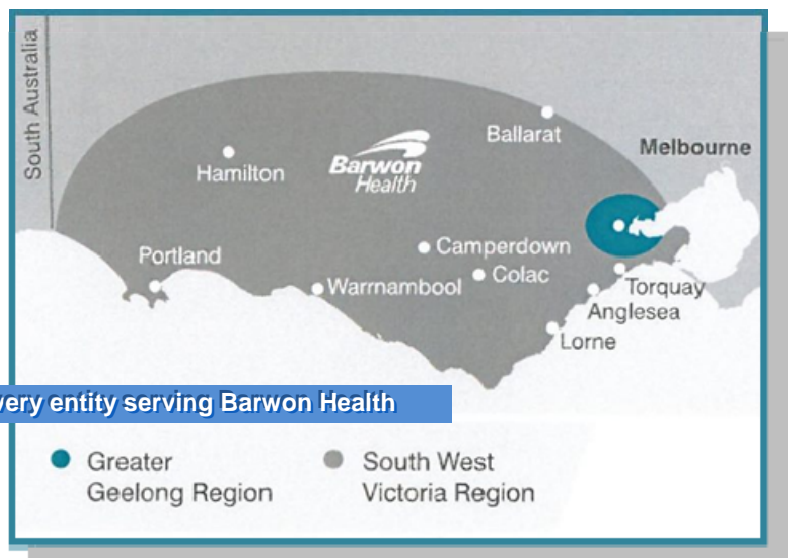 South Australia
Ballarat
Melbourne
Hamilton
Barwon
Health
Portland
Camperdown
Colac
Warrnambool
Torquay
Anglesea
Lorne
very entity serving Barwon Health
Greater
Geelong Region
South West
Victoria Region